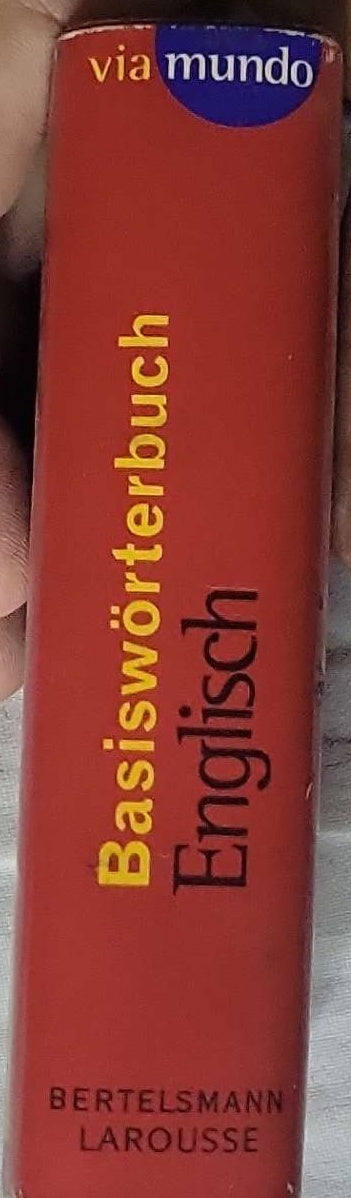 via mundo
Basiswörterbuch
Englisch
BERTELSMANN
LAROUSSE